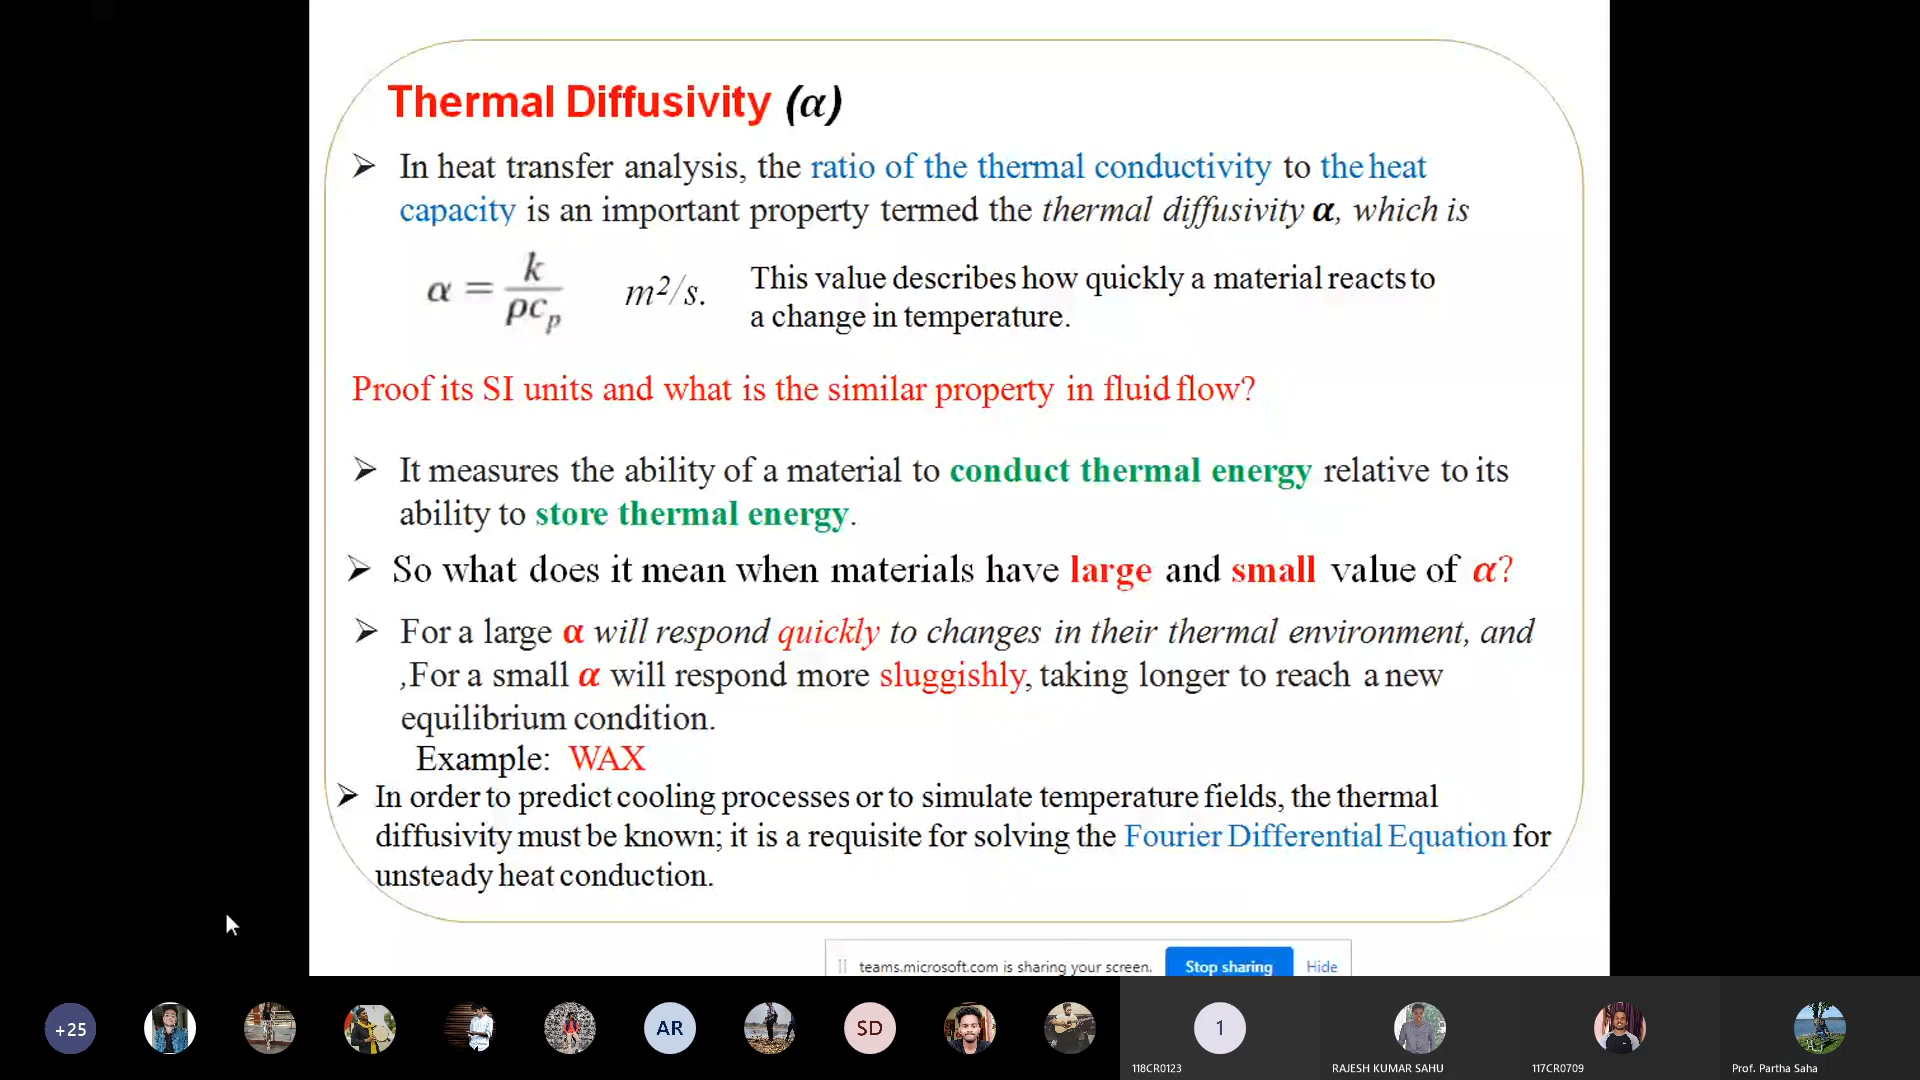 Thermal Diffusivity (α)
➢ In heat transfer analysis, the ratio of the thermal conductivity to the heat
capacity is an important property termed the thermal diffusivity α, which is
α = k/ρcₚ m²/s. This value describes how quickly a material reacts to
a change in temperature.
Proof its SI units and what is the similar property in fluid flow?
➢ It measures the ability of a material to conduct thermal energy relative to its
ability to store thermal energy.
➢ So what does it mean when materials have large and small value of α?
➢ For a large α will respond quickly to changes in their thermal environment, and
,For a small α will respond more sluggishly, taking longer to reach a new
equilibrium condition.
Example: WAX
➢ In order to predict cooling processes or to simulate temperature fields, the thermal
diffusivity must be known; it is a requisite for solving the Fourier Differential Equation for
unsteady heat conduction.
teams.microsoft.com is sharing your screen. Stop sharing Hide
+25 AR SD 1
118CR0123 RAJESH KUMAR SAHU 117CR0709 Prof. Partha Saha